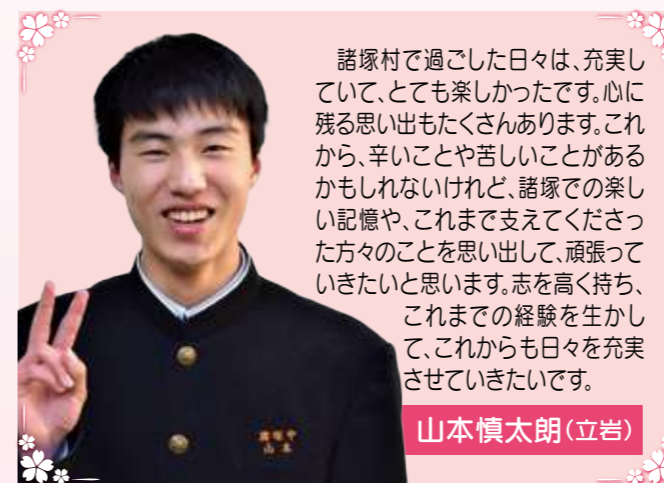 諸塚村で過ごした日々は、充実し
ていて、とても楽しかったです。心に
残る思い出もたくさんあります。これ
から、辛いことや苦しいことがある
かもしれないけれど、諸塚での楽し
い記憶や、これまで支えてくださっ
た方々のことを思い出して、頑張って
いきたいと思います。志を高く持ち、
これまでの経験を生かし
て、これからも日々を充実
させていきたいです。
諸塚中
山本
山本慎太朗(立岩)